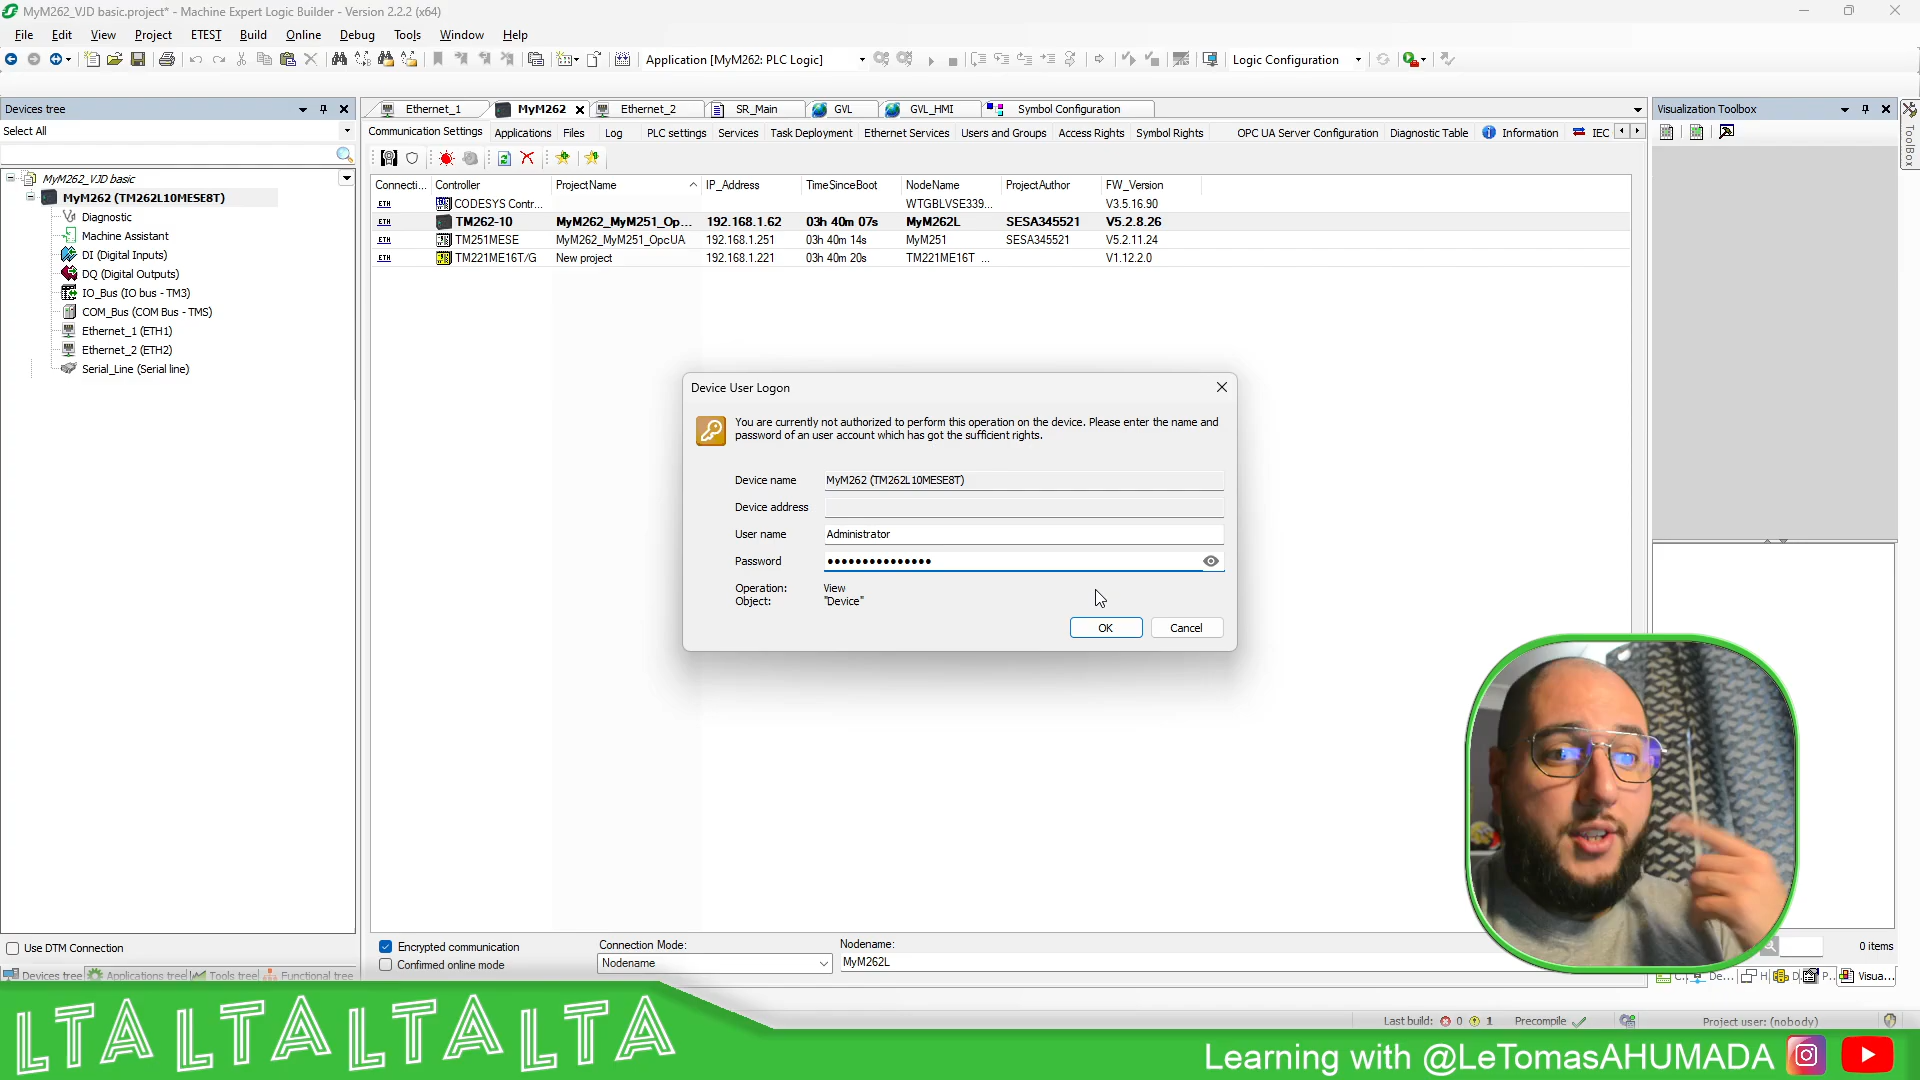 MyM262_VJD basic.project* - Machine Expert Logic Builder - Version 2.2.2 (x64)
File Edit View Project ETEST Build Online Debug Tools Window Help
Application [MyM262: PLC Logic] Logic Configuration
Devices tree
Select All
MyM262_VJD basic
MyM262 (TM262L10MESE8T)
Diagnostic
Machine Assistant
DI (Digital Inputs)
DQ (Digital Outputs)
IO_Bus (IO bus - TM3)
COM_Bus (COM Bus - TMS)
Ethernet_1 (ETH1)
Ethernet_2 (ETH2)
Serial_Line (Serial line)
Use DTM Connection
Devices tree Applications tree Tools tree Functional tree
Ethernet_1 MyM262 Ethernet_2 SR_Main GVL GVL_HMI Symbol Configuration
Communication Settings Applications Files Log PLC settings Services Task Deployment Ethernet Services Users and Groups Access Rights Symbol Rights OPC UA Server Configuration Diagnostic Table Information IEC
Connecti... Controller ProjectName IP_Address TimeSinceBoot NodeName ProjectAuthor FW_Version
ETH CODESYS Contr... WTGBLVSE339... V3.5.16.90
ETH TM262-10 MyM262_MyM251_Op... 192.168.1.62 03h 40m 07s MyM262L SESA345521 V5.2.8.26
ETH TM251MESE MyM262_MyM251_OpcUA 192.168.1.251 03h 40m 14s MyM251 SESA345521 V5.2.11.24
ETH TM221ME16T/G New project 192.168.1.221 03h 40m 20s TM221ME16T ... V1.12.2.0
Device User Logon
You are currently not authorized to perform this operation on the device. Please enter the name and
password of an user account which has got the sufficient rights.
Device name MyM262 (TM262L10MESE8T)
Device address
User name Administrator
Password
Operation: View
Object: "Device"
OK Cancel
Encrypted communication
Confirmed online mode
Connection Mode:
Nodename
Nodename:
MyM262L
Visualization Toolbox
ToolBox
0 items
Visua...
Last build: 0 1 Precompile Project user: (nobody)
LTALTALTALTA
Learning with @LeTomasAHUMADA